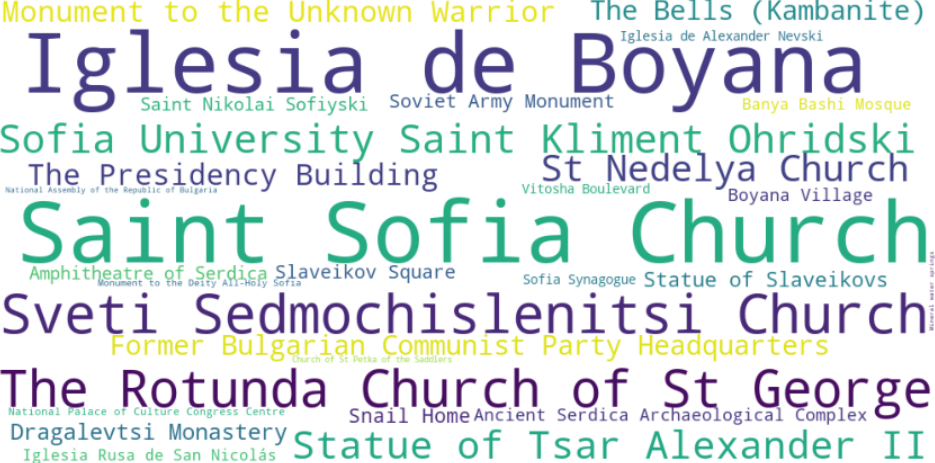 Monument to the Unknown Warrior
The Bells (Kambanite)
Iglesia de Boyana
Iglesia de Alexander Nevski
Saint Nikolai Sofiyski
Soviet Army Monument
Banya Bashi Mosque
Sofia University Saint Kliment Ohridski
The Presidency Building
St Nedelya Church
National Assembly of the Republic of Bulgaria
Vitosha Boulevard
Boyana Village
Saint Sofia Church
Amphitheatre of Serdica
Slaveikov Square
Sofia Synagogue
Statue of Slaveikovs
Monument to the Deity All-Holy Sofia
Mineral water springs
Sveti Sedmochislenitsi Church
Former Bulgarian Communist Party Headquarters
Church of St Petka of the Saddlers
The Rotunda Church of St George
National Palace of Culture Congress Centre
Snail Home
Ancient Serdica Archaeological Complex
Dragalevtsi Monastery
Statue of Tsar Alexander II
Iglesia Rusa de San Nicolás